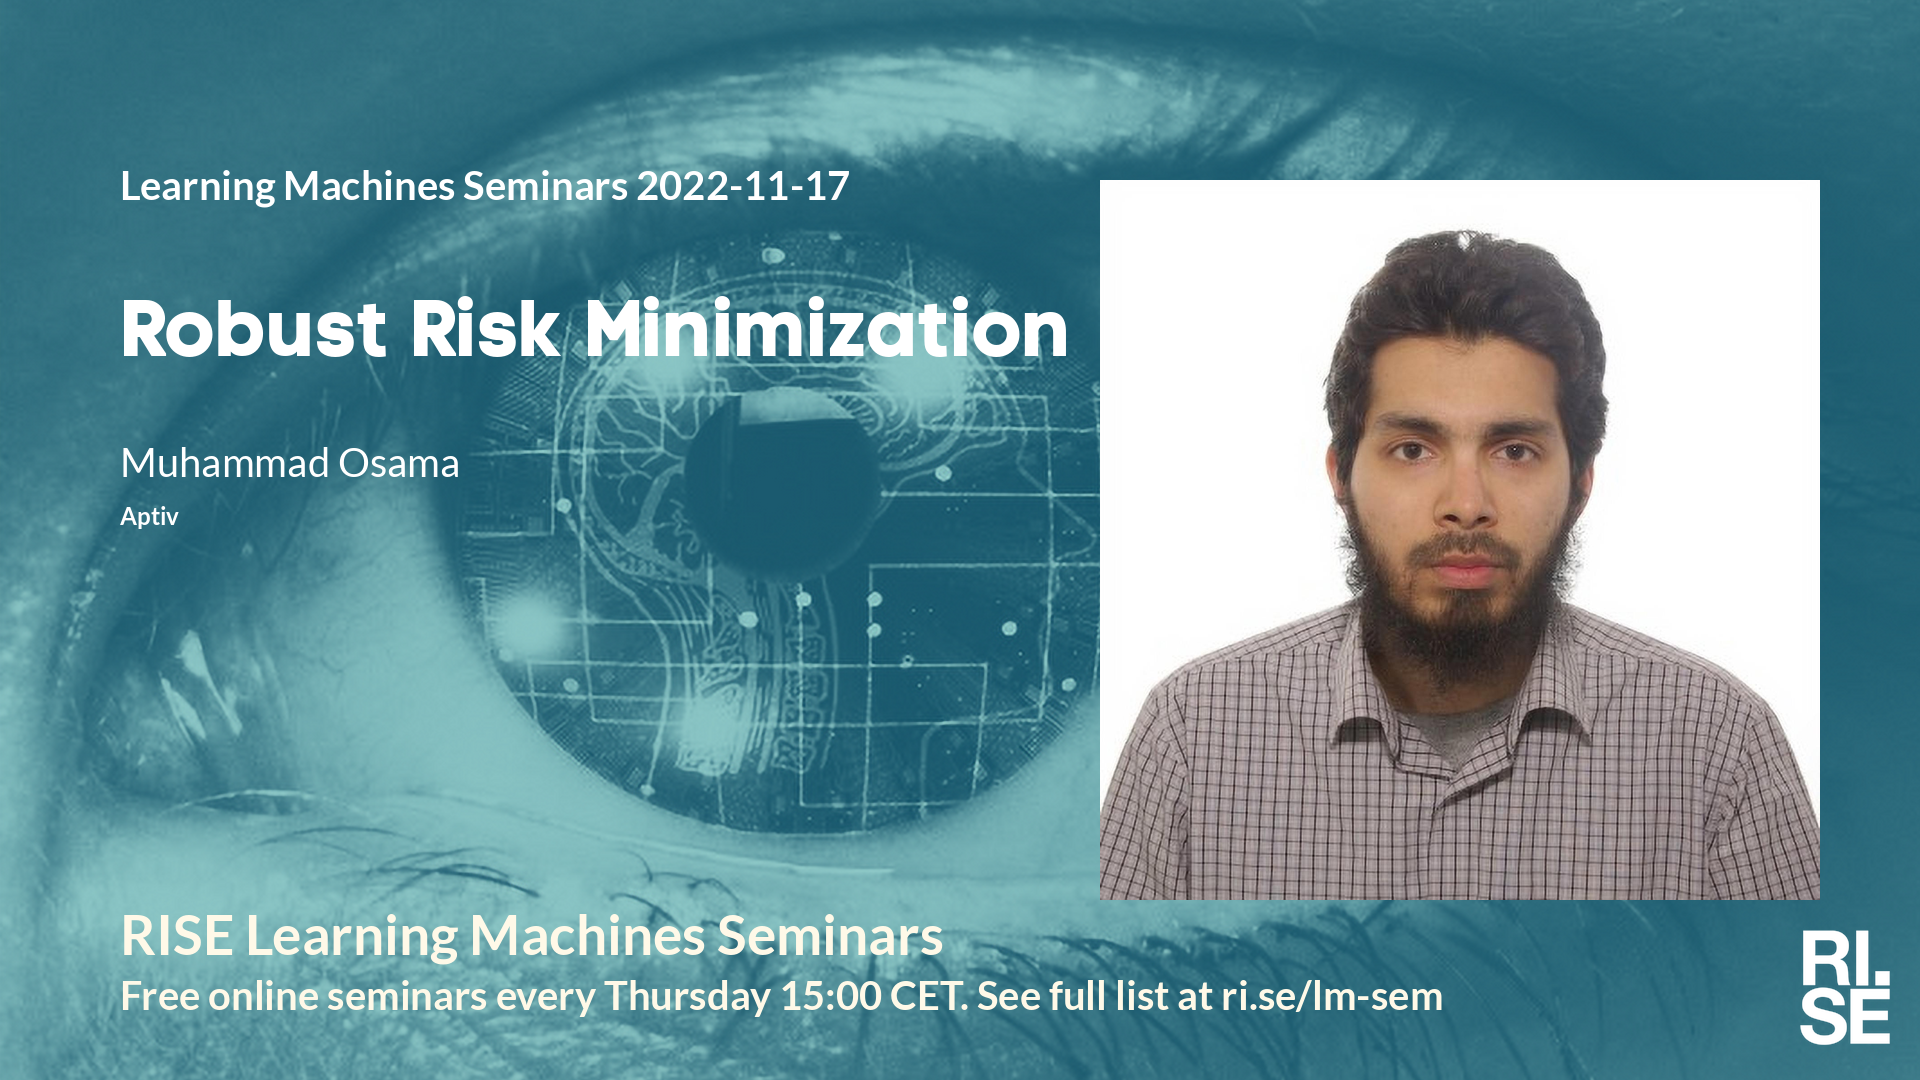 Learning Machines Seminars 2022-11-17
Robust Risk Minimization
Muhammad Osama
Aptiv
RISE Learning Machines Seminars
Free online seminars every Thursday 15:00 CET. See full list at ri.se/lm-sem
RI.
SE